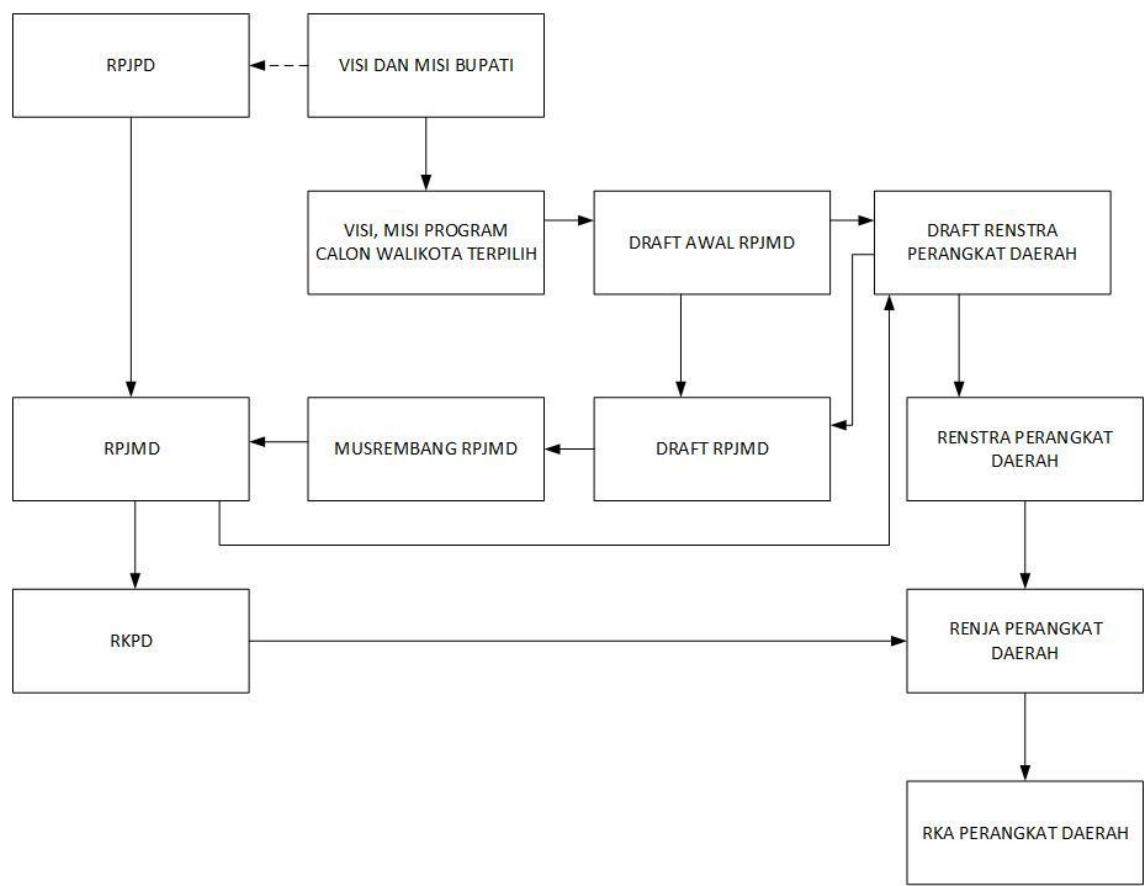 RPJPD
VISI DAN MISI BUPATI
VISI, MISI PROGRAM
CALON WALIKOTA TERPILIH
DRAFT AWAL RPJMD
DRAFT RENSTRA
PERANGKAT DAERAH
RPJMD
MUSREMBANG RPJMD
DRAFT RPJMD
RENSTRA PERANGKAT
DAERAH
RKPD
RENJA PERANGKAT
DAERAH
RKA PERANGKAT DAERAH